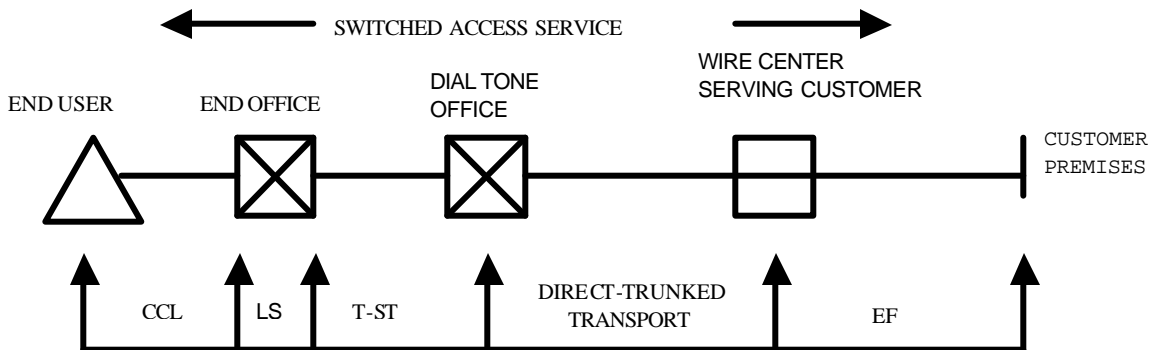 SWITCHED ACCESS SERVICE
WIRE CENTER
SERVING CUSTOMER
DIAL TONE
OFFICE
END USER
END OFFICE
CUSTOMER
PREMISES
CCL
LS
T-ST
DIRECT-TRUNKED
TRANSPORT
EF